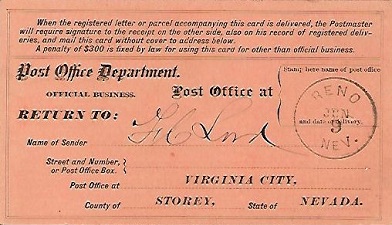 When the registered letter or parcel accompanying this card is delivered, the Postmaster
will require signature to the receipt on the other side, also on his record of registered deliv-
eries, and mail this card without cover to address below.
A penalty of $300 is fixed by law for using this card for other than official business.
Post Office Department.
OFFICIAL BUSINESS.
Post Office at
Stamp here name of post office
and date of delivery.
RENO
JUN
9
NEV.
RETURN TO:
Name of Sender
Street and Number,
or Post Office Box.
Post Office at VIRGINIA CITY,
County of STOREY, State of NEVADA.